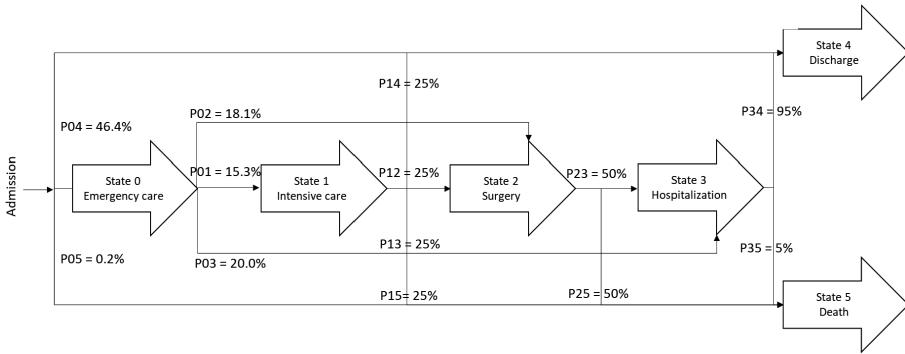 State 4
Discharge
P14 = 25%
P02 = 18.1%
P34 = 95%
P04 = 46.4%
Admission
P01 = 15.3%
P12 = 25%
P23 = 50%
State 0
Emergency care
State 1
Intensive care
State 2
Surgery
State 3
Hospitalization
P13 = 25%
P35 = 5%
P05 = 0.2%
P03 = 20.0%
P15= 25%
P25 = 50%
State 5
Death